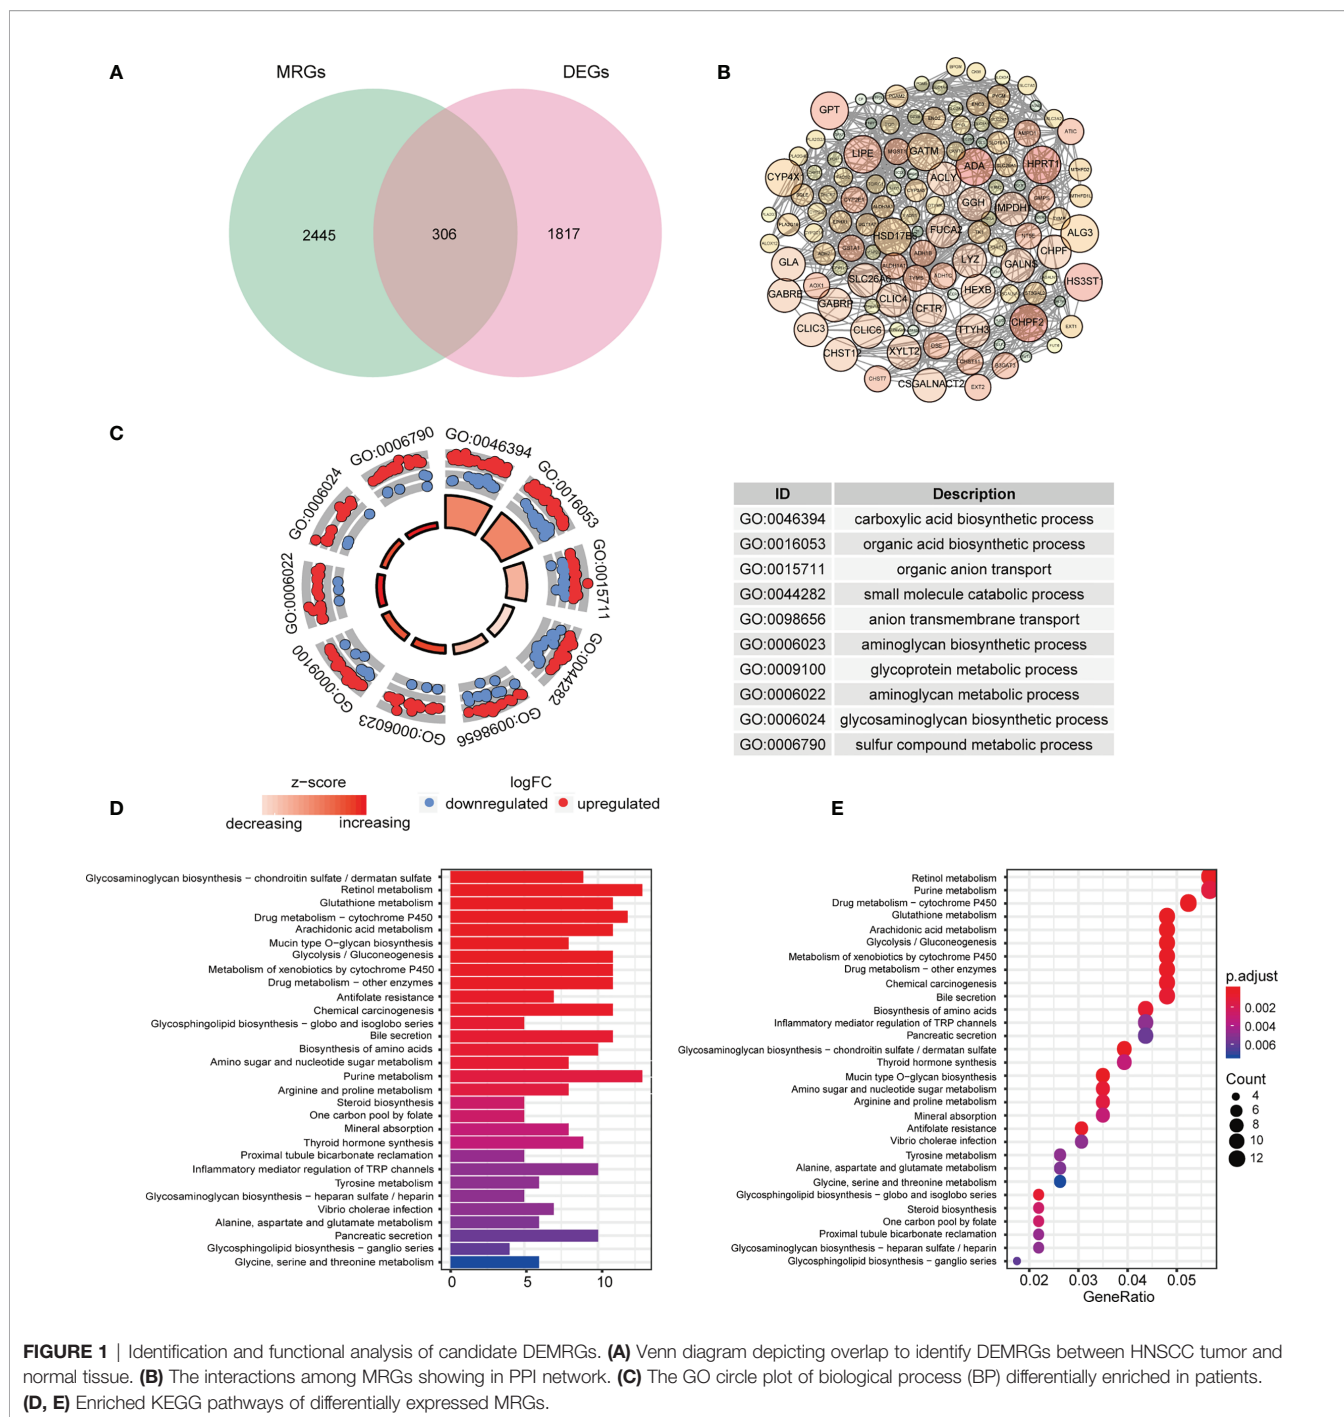 A
MRGs
DEGs
2445
306
1817
B
GPT
LIPE
GATM
ADA
HPRT1
ATIC
CYP4X1
ACLY
GGH
IMPDH1
FUCA2
HSD17B6
ALG3
CHPF
GLA
LYZ
GALNS
SLC26A6
HS3ST1
GABRE
GABRP
CLIC4
CFTR
HEXB
CLIC3
CLIC6
TTYH3
CHPF2
EXT1
CHST12
XYLT2
CHST7
CSGALNACT2
EXT2
C
GO:0046394
GO:0016053
GO:0015711
GO:0044282
GO:0098656
GO:0006023
GO:0009100
GO:0006022
GO:0006024
GO:0006790
z−score
decreasing
increasing
logFC
downregulated
upregulated
ID Description
GO:0046394 carboxylic acid biosynthetic process
GO:0016053 organic acid biosynthetic process
GO:0015711 organic anion transport
GO:0044282 small molecule catabolic process
GO:0098656 anion transmembrane transport
GO:0006023 aminoglycan biosynthetic process
GO:0009100 glycoprotein metabolic process
GO:0006022 aminoglycan metabolic process
GO:0006024 glycosaminoglycan biosynthetic process
GO:0006790 sulfur compound metabolic process
D
Glycosaminoglycan biosynthesis − chondroitin sulfate / dermatan sulfate
Retinol metabolism
Glutathione metabolism
Drug metabolism − cytochrome P450
Arachidonic acid metabolism
Mucin type O−glycan biosynthesis
Glycolysis / Gluconeogenesis
Metabolism of xenobiotics by cytochrome P450
Drug metabolism − other enzymes
Antifolate resistance
Chemical carcinogenesis
Glycosphingolipid biosynthesis − globo and isoglobo series
Bile secretion
Biosynthesis of amino acids
Amino sugar and nucleotide sugar metabolism
Purine metabolism
Arginine and proline metabolism
Steroid biosynthesis
One carbon pool by folate
Mineral absorption
Thyroid hormone synthesis
Proximal tubule bicarbonate reclamation
Inflammatory mediator regulation of TRP channels
Tyrosine metabolism
Glycosaminoglycan biosynthesis − heparan sulfate / heparin
Vibrio cholerae infection
Alanine, aspartate and glutamate metabolism
Pancreatic secretion
Glycosphingolipid biosynthesis − ganglio series
Glycine, serine and threonine metabolism
0 5 10
E
Retinol metabolism
Purine metabolism
Drug metabolism − cytochrome P450
Glutathione metabolism
Arachidonic acid metabolism
Glycolysis / Gluconeogenesis
Metabolism of xenobiotics by cytochrome P450
Drug metabolism − other enzymes
Chemical carcinogenesis
Bile secretion
Biosynthesis of amino acids
Inflammatory mediator regulation of TRP channels
Pancreatic secretion
Glycosaminoglycan biosynthesis − chondroitin sulfate / dermatan sulfate
Thyroid hormone synthesis
Mucin type O−glycan biosynthesis
Amino sugar and nucleotide sugar metabolism
Arginine and proline metabolism
Mineral absorption
Antifolate resistance
Vibrio cholerae infection
Tyrosine metabolism
Alanine, aspartate and glutamate metabolism
Glycine, serine and threonine metabolism
Glycosphingolipid biosynthesis − globo and isoglobo series
Steroid biosynthesis
One carbon pool by folate
Proximal tubule bicarbonate reclamation
Glycosaminoglycan biosynthesis − heparan sulfate / heparin
Glycosphingolipid biosynthesis − ganglio series
0.02 0.03 0.04 0.05
GeneRatio
p.adjust
0.002
0.004
0.006
Count
4
6
8
10
12
FIGURE 1 | Identification and functional analysis of candidate DEMRGs. (A) Venn diagram depicting overlap to identify DEMRGs between HNSCC tumor and
normal tissue. (B) The interactions among MRGs showing in PPI network. (C) The GO circle plot of biological process (BP) differentially enriched in patients.
(D, E) Enriched KEGG pathways of differentially expressed MRGs.